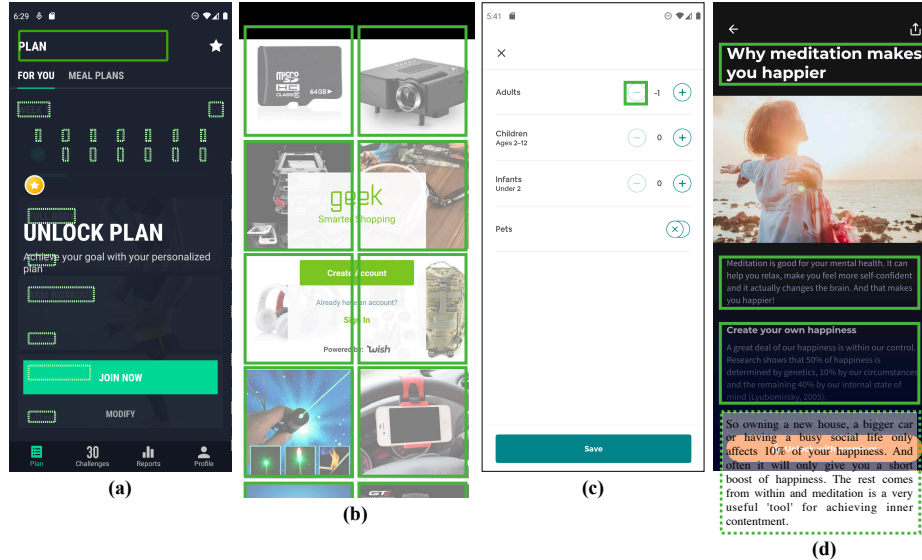 6:29
PLAN
FOR YOU MEAL PLANS
WEEK
UNLOCK PLAN
Achieve your goal with your personalized
plan
JOIN NOW
MODIFY
30
Plan Challenges Reports Profile
(a)
micro
SD
HC
CLASS
64GB
geek
Smarter Shopping
Create Account
Already have an account?
Sign In
Powered by: wish
GT
(b)
5:41
Adults -1
Children 0
Ages 2–12
Infants 0
Under 2
Pets
Save
(c)
Why meditation makes
you happier
Meditation is good for your mental health. It can
help you relax, make you feel more self-confident
and it actually changes the brain. And that makes
you happier!
Create your own happiness
A great deal of our happiness is within our control.
Research shows that 50% of happiness is
determined by genetics, 10% by our circumstances
and the remaining 40% by our internal state of
mind (Lyubomirsky, 2005).
So owning a new house, a bigger car
or having a busy social life only
affects 10% of your happiness. And
often it will only give you a short
boost of happiness. The rest comes
from within and meditation is a very
useful 'tool' for achieving inner
contentment.
(d)